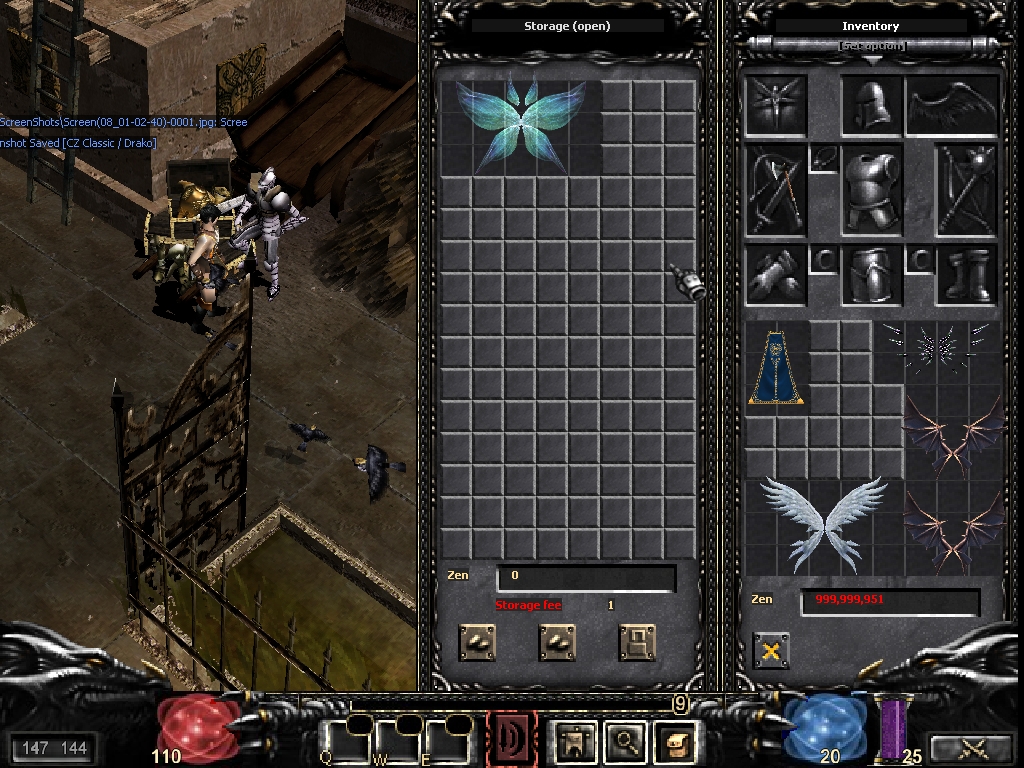 Storage (open)
Inventory
[Set option]
ScreenShots\Screen(08_01-02-40)-0001.jpg: Scree
nshot Saved [CZ Classic / Drako]
Zen
0
Storage fee
1
Zen
999,999,951
9
147 144
110
Q
W
E
20
25